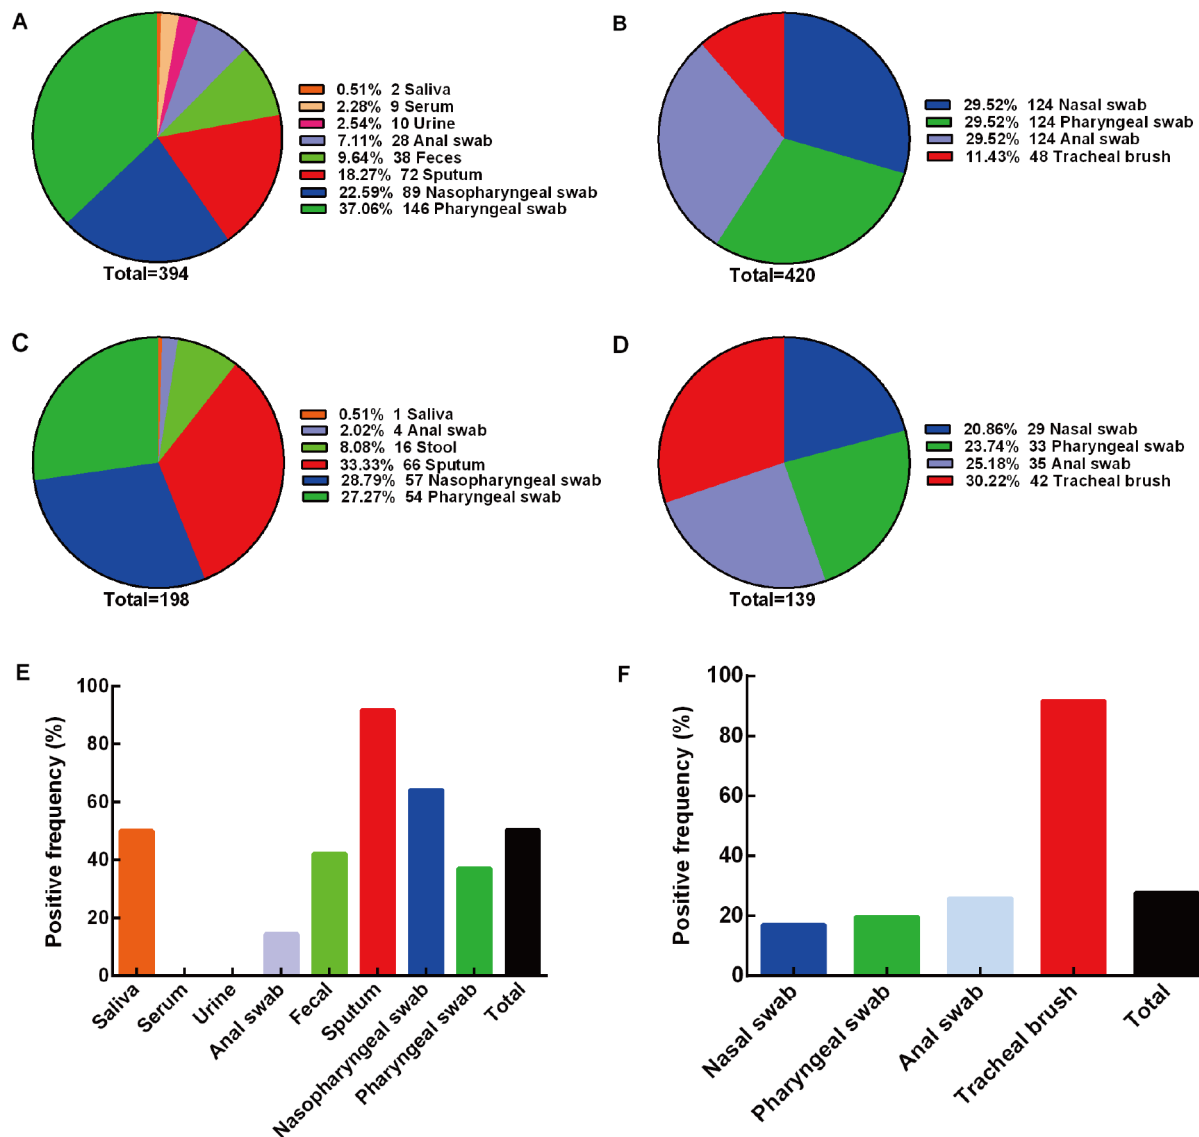 A
0.51% 2 Saliva
2.28% 9 Serum
2.54% 10 Urine
7.11% 28 Anal swab
9.64% 38 Feces
18.27% 72 Sputum
22.59% 89 Nasopharyngeal swab
37.06% 146 Pharyngeal swab
Total=394
B
29.52% 124 Nasal swab
29.52% 124 Pharyngeal swab
29.52% 124 Anal swab
11.43% 48 Tracheal brush
Total=420
C
0.51% 1 Saliva
2.02% 4 Anal swab
8.08% 16 Stool
33.33% 66 Sputum
28.79% 57 Nasopharyngeal swab
27.27% 54 Pharyngeal swab
Total=198
D
20.86% 29 Nasal swab
23.74% 33 Pharyngeal swab
25.18% 35 Anal swab
30.22% 42 Tracheal brush
Total=139
E
Positive frequency (%)
100
80
60
40
20
0
Saliva
Serum
Urine
Anal swab
Fecal
Sputum
Nasopharyngeal swab
Pharyngeal swab
Total
F
Positive frequency (%)
100
80
60
40
20
0
Nasal swab
Pharyngeal swab
Anal swab
Tracheal brush
Total